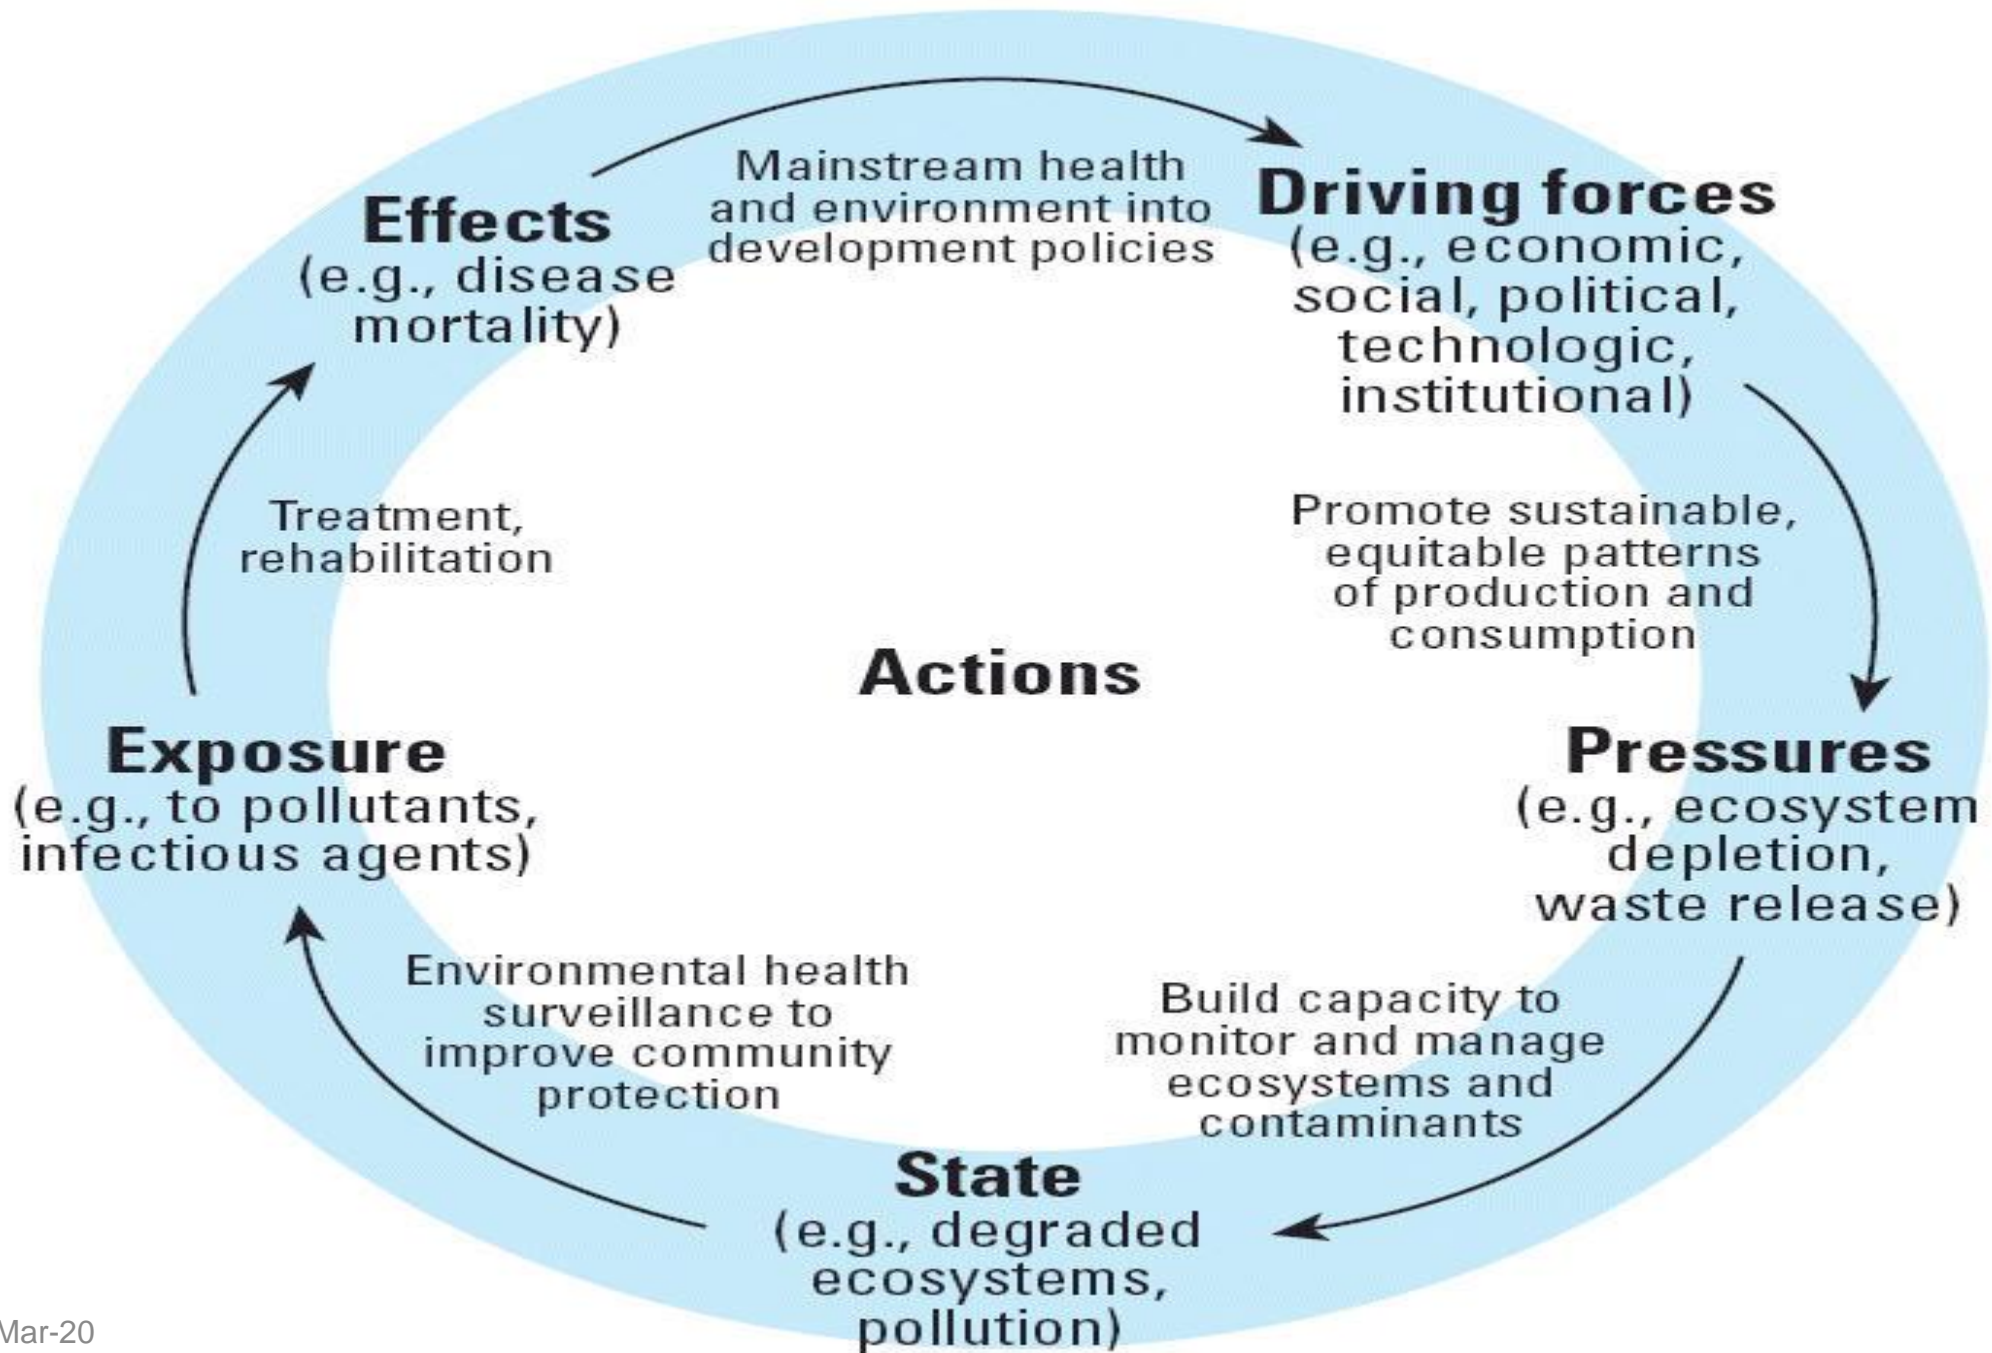 Effects
(e.g., disease
mortality)
Mainstream health
and environment into
development policies
Driving forces
(e.g., economic,
social, political,
technologic,
institutional)
Treatment,
rehabilitation
Promote sustainable,
equitable patterns
of production and
consumption
Actions
Exposure
(e.g., to pollutants,
infectious agents)
Pressures
(e.g., ecosystem
depletion,
waste release)
Environmental health
surveillance to
improve community
protection
Build capacity to
monitor and manage
ecosystems and
contaminants
State
(e.g., degraded
ecosystems,
pollution)
Mar-20